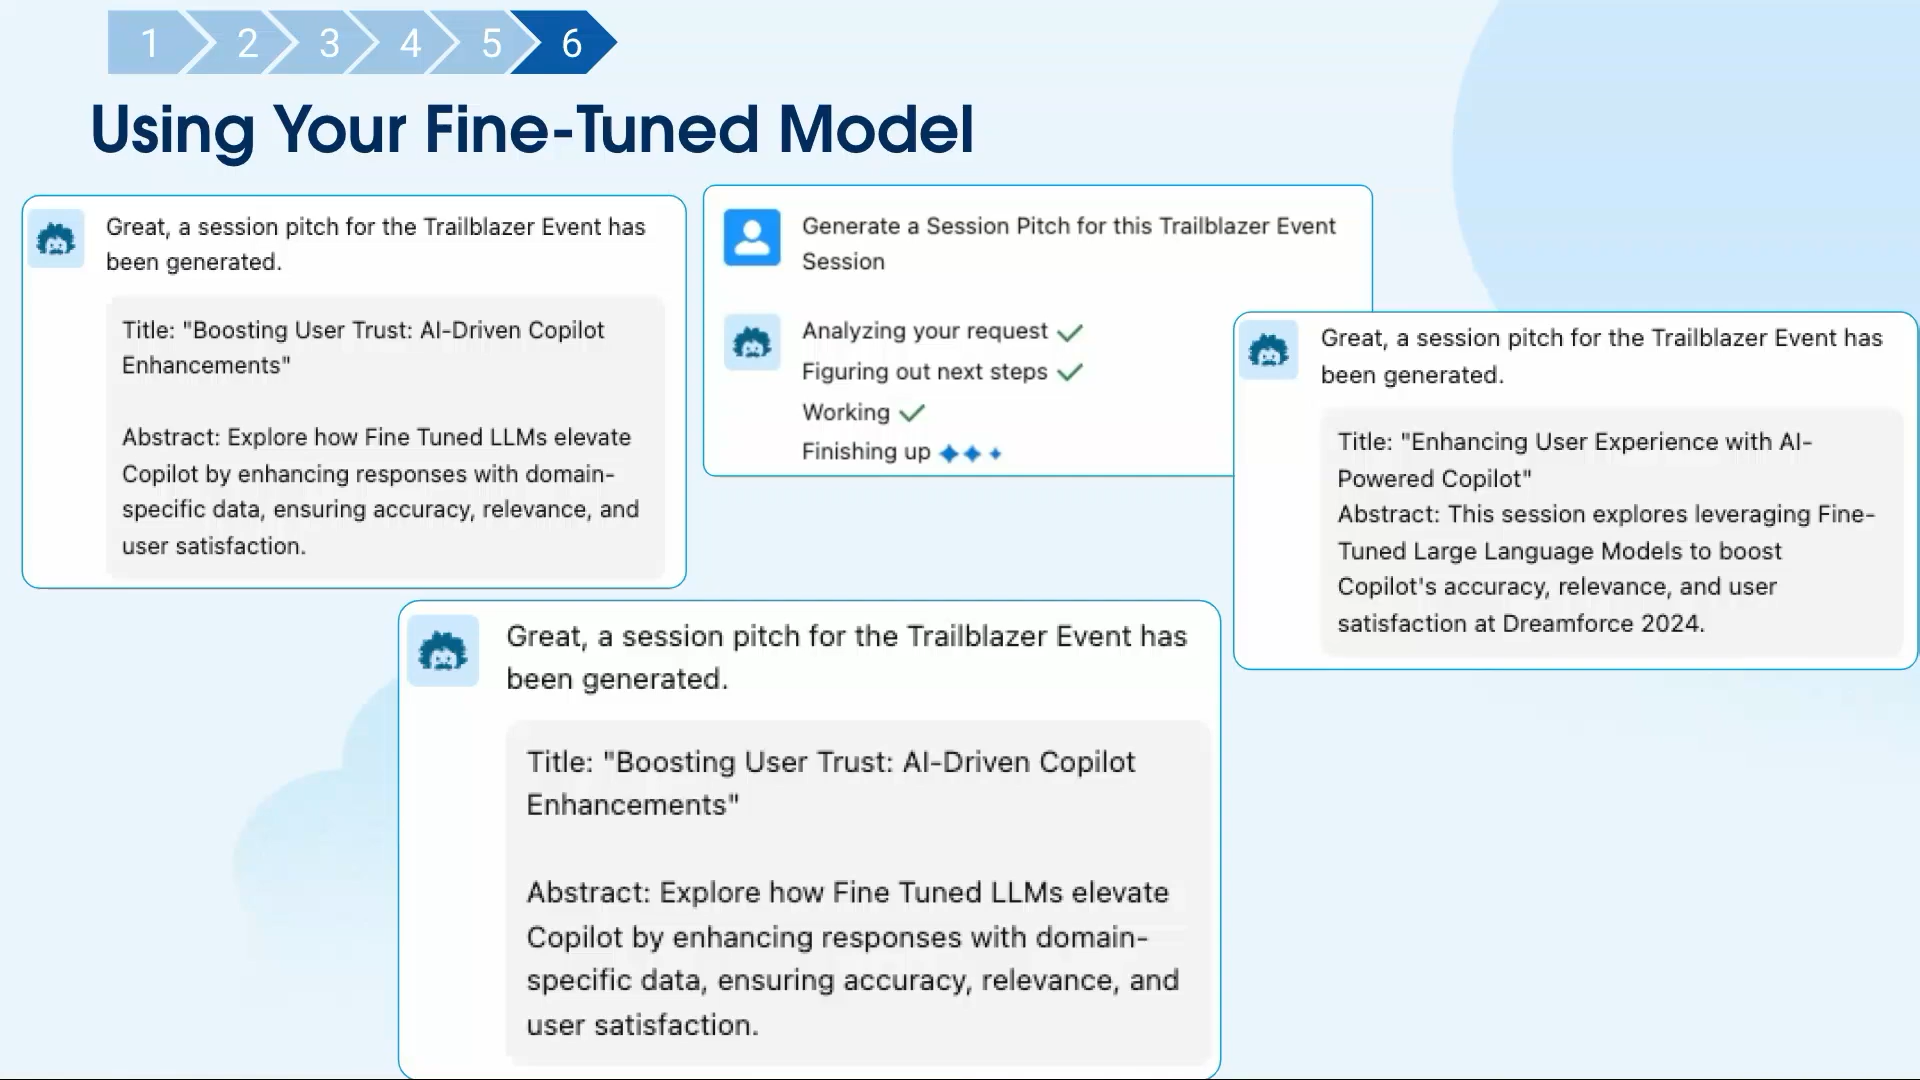 1 2 3 4 5 6
Using Your Fine-Tuned Model
Great, a session pitch for the Trailblazer Event has
been generated.
Title: "Boosting User Trust: AI-Driven Copilot
Enhancements"
Abstract: Explore how Fine Tuned LLMs elevate
Copilot by enhancing responses with domain-
specific data, ensuring accuracy, relevance, and
user satisfaction.
Generate a Session Pitch for this Trailblazer Event
Session
Analyzing your request
Figuring out next steps
Working
Finishing up
Great, a session pitch for the Trailblazer Event has
been generated.
Title: "Enhancing User Experience with AI-
Powered Copilot"
Abstract: This session explores leveraging Fine-
Tuned Large Language Models to boost
Copilot's accuracy, relevance, and user
satisfaction at Dreamforce 2024.
Great, a session pitch for the Trailblazer Event has
been generated.
Title: "Boosting User Trust: AI-Driven Copilot
Enhancements"
Abstract: Explore how Fine Tuned LLMs elevate
Copilot by enhancing responses with domain-
specific data, ensuring accuracy, relevance, and
user satisfaction.